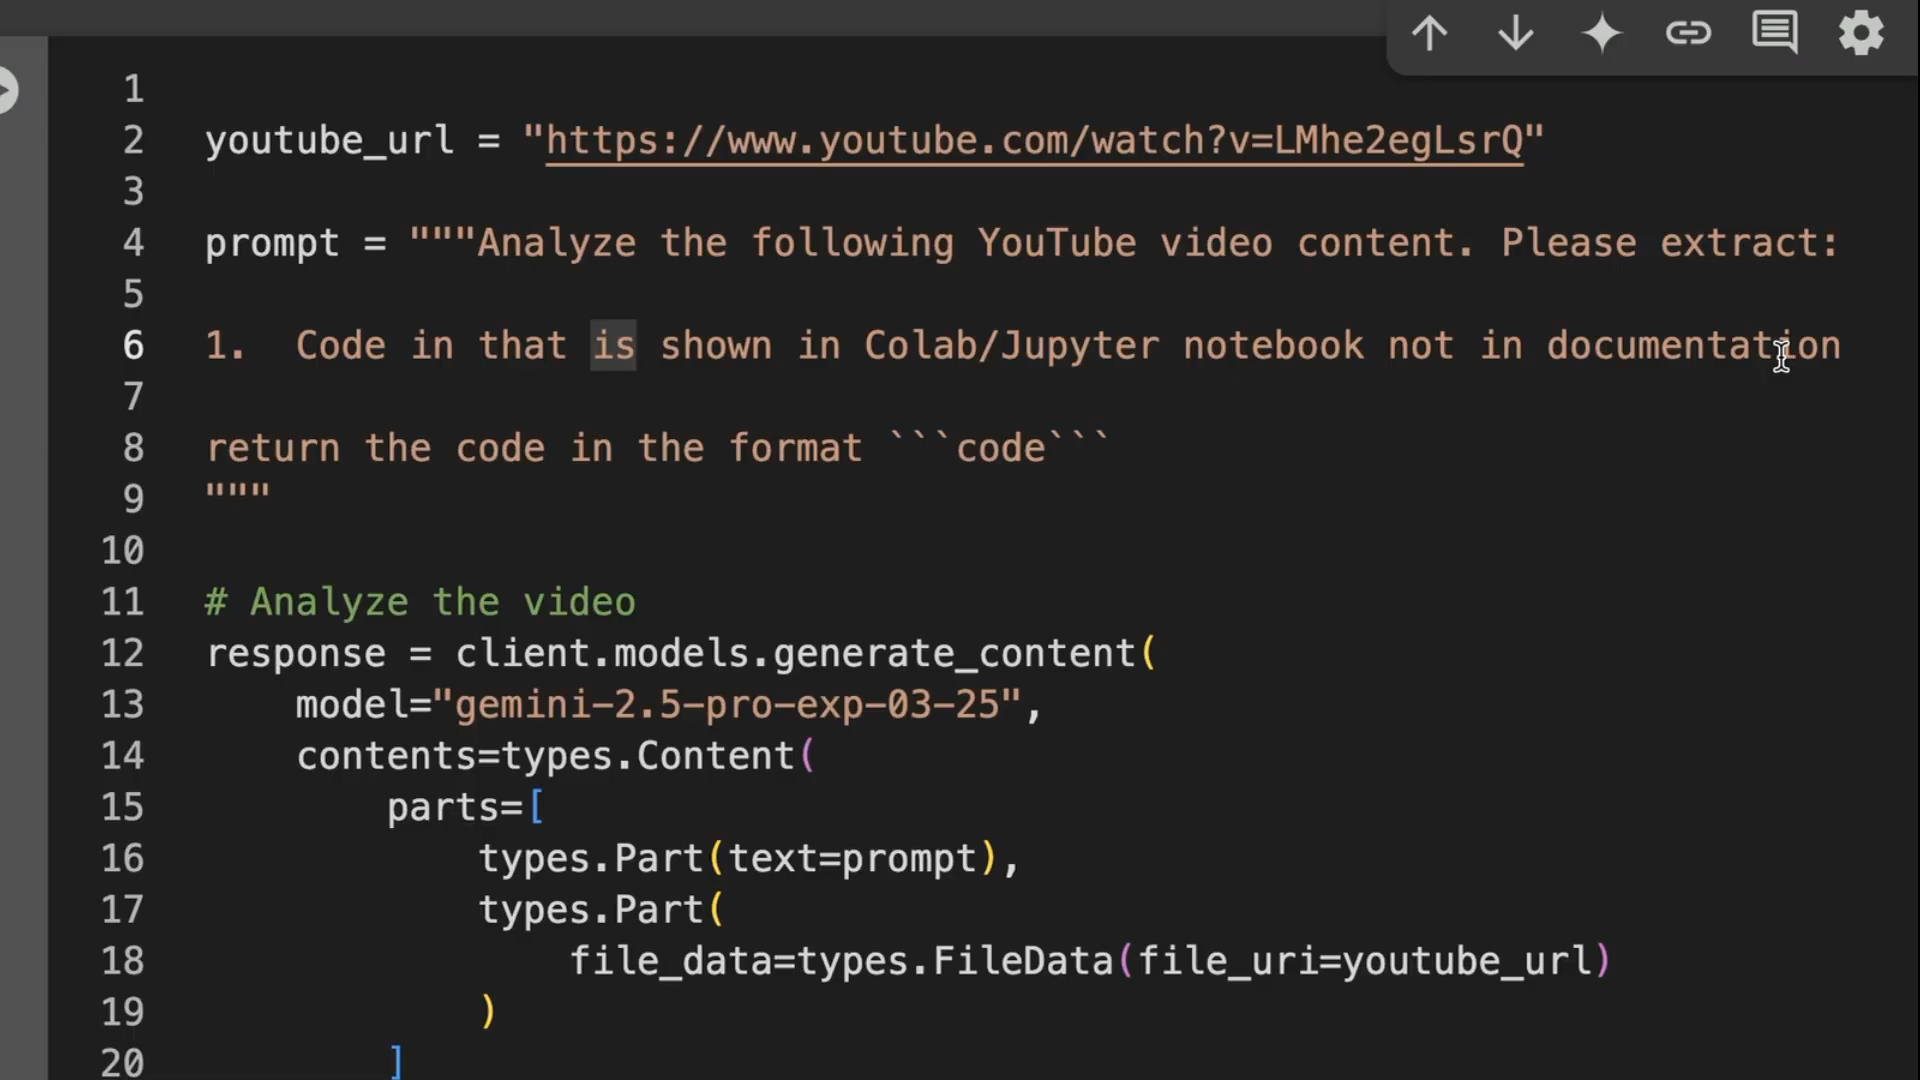 1
2 youtube_url = "https://www.youtube.com/watch?v=LMhe2egLsrQ"
3
4 prompt = """Analyze the following YouTube video content. Please extract:
5
6 1.  Code in that is shown in Colab/Jupyter notebook not in documentation
7
8 return the code in the format ```code```
9 """
10
11 # Analyze the video
12 response = client.models.generate_content(
13     model="gemini-2.5-pro-exp-03-25",
14     contents=types.Content(
15         parts=[
16             types.Part(text=prompt),
17             types.Part(
18                 file_data=types.FileData(file_uri=youtube_url)
19             )
20         ]